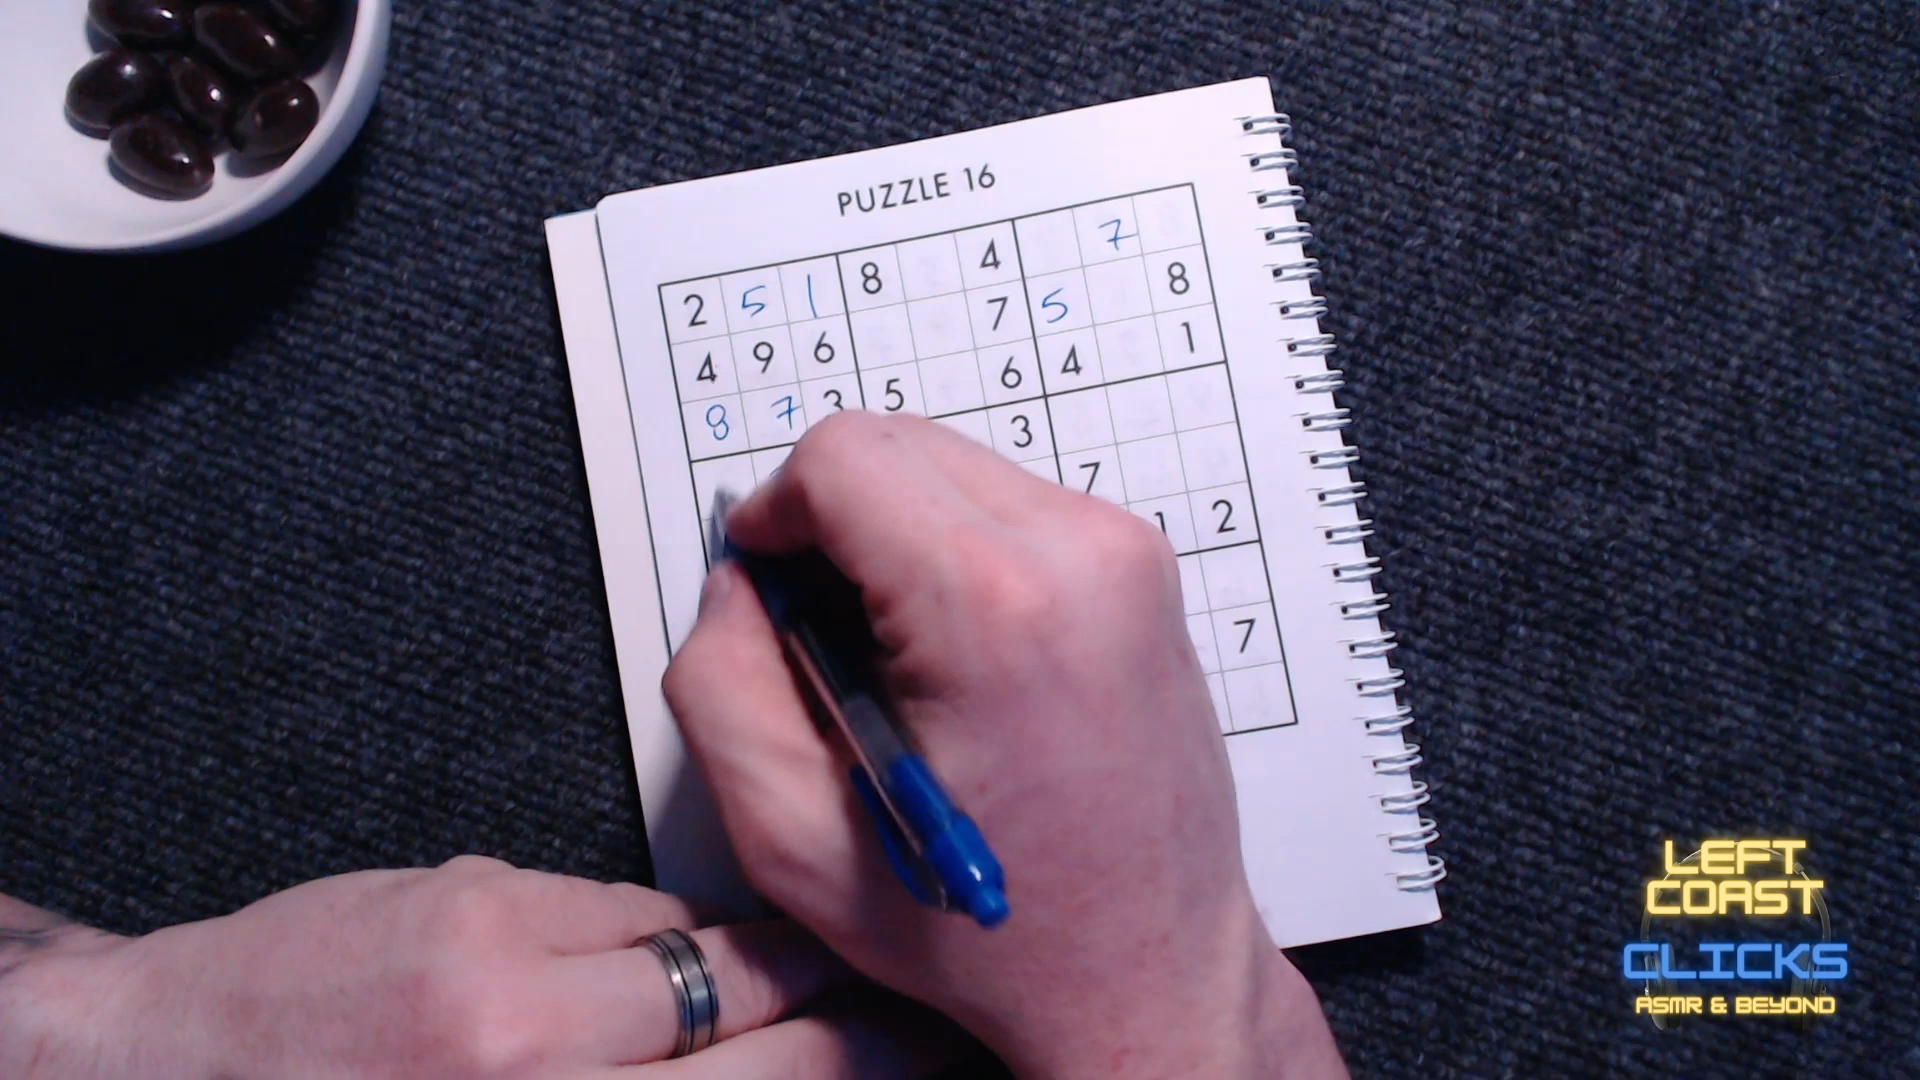 PUZZLE 16
2 5 1 8 4 7
4 9 6 7 5 8
8 7 3 5 6 4 1
3
7
1 2
7
LEFT
COAST
CLICKS
ASMR & BEYOND